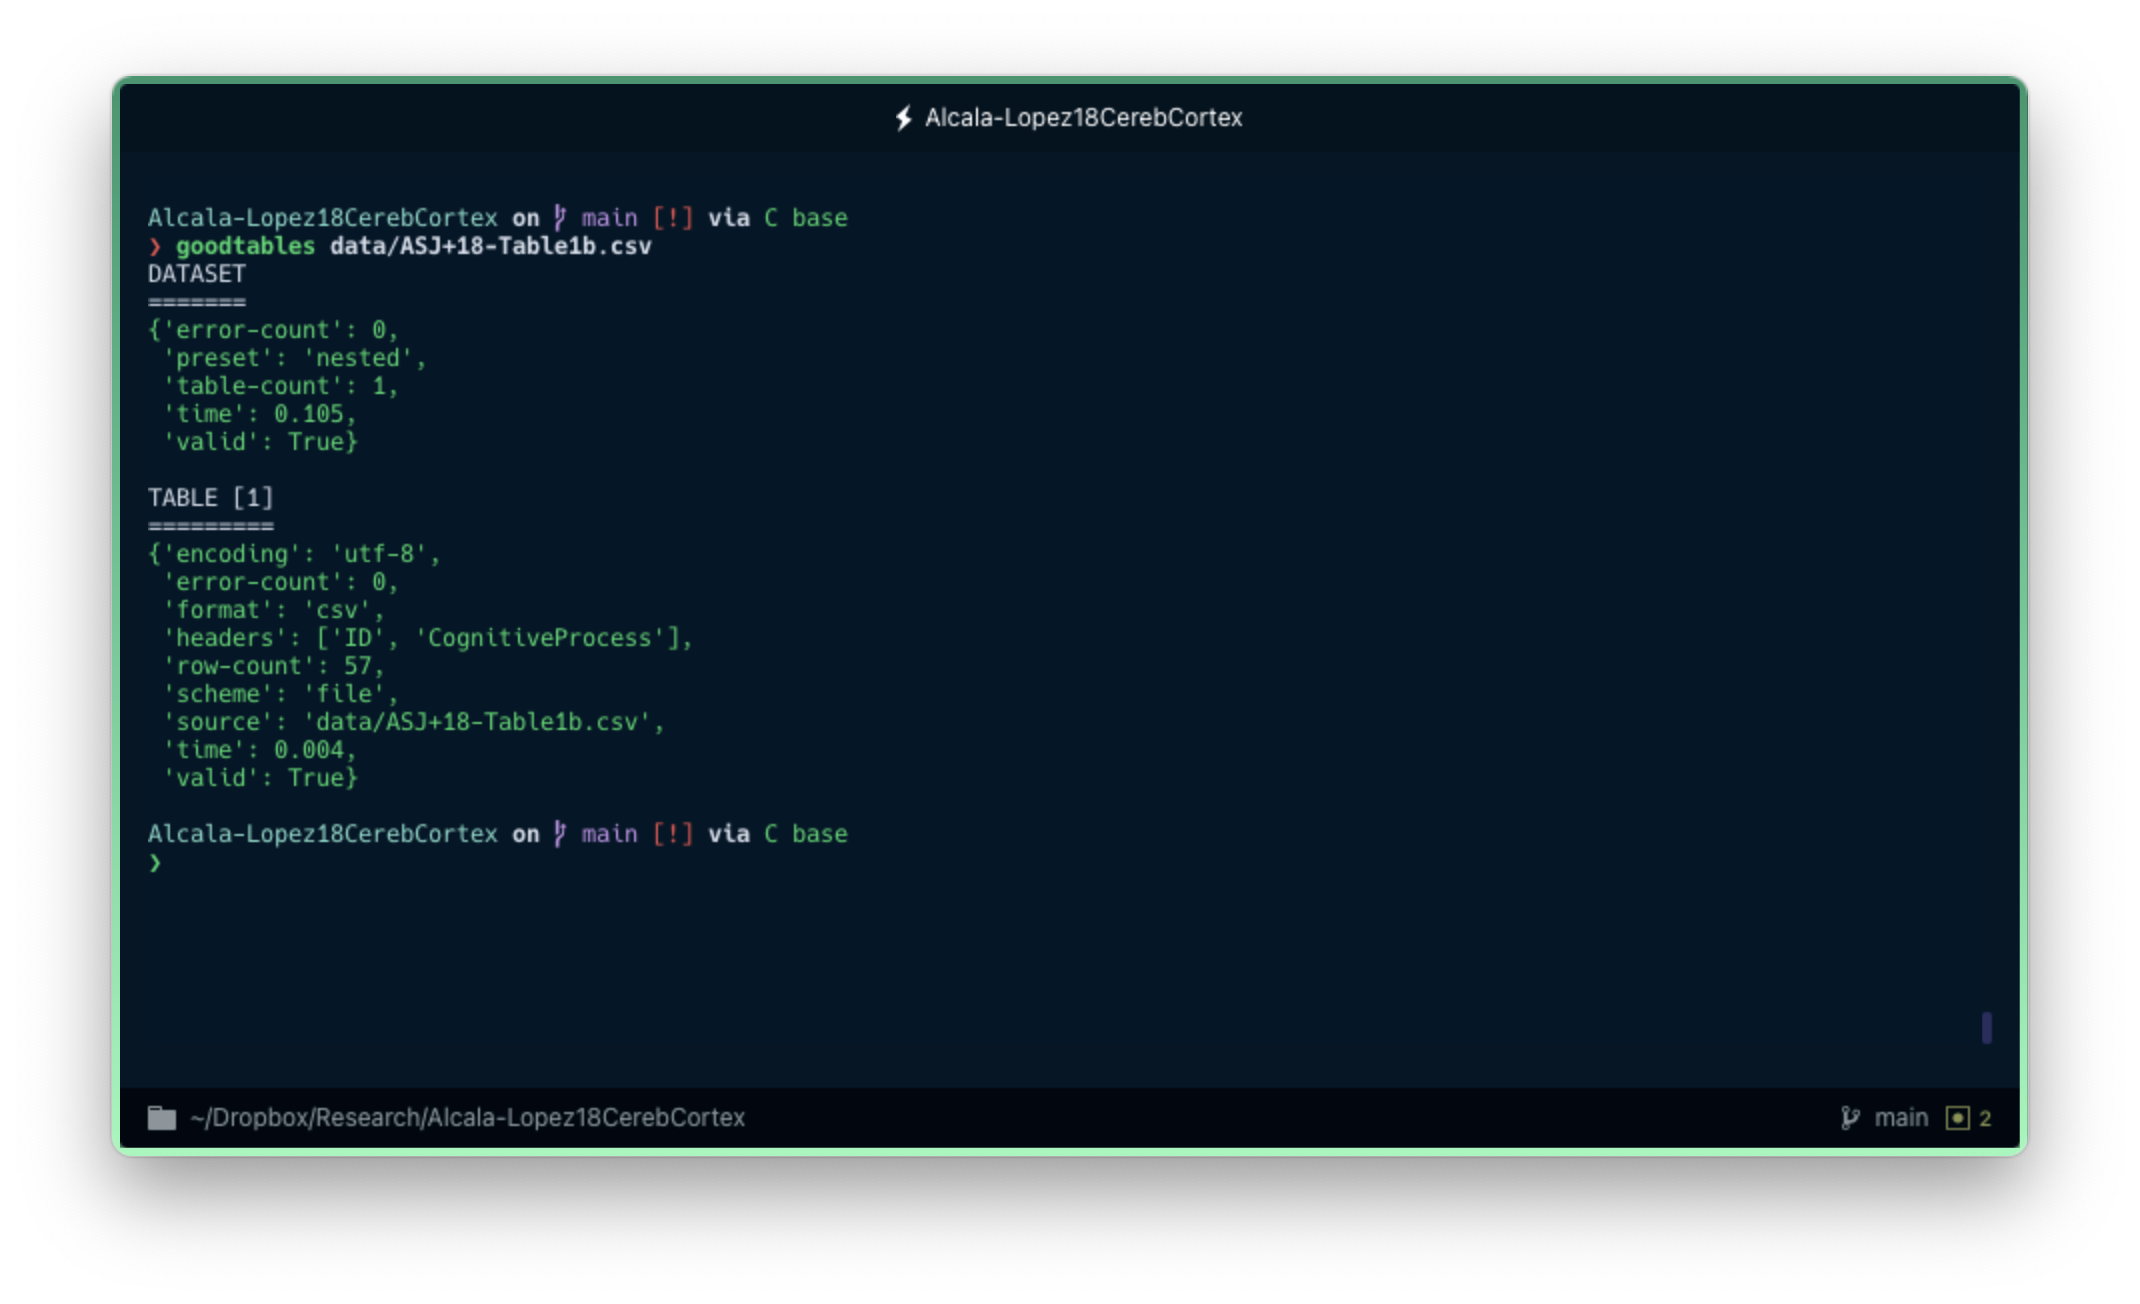 Alcala-Lopez18CerebCortex
Alcala-Lopez18CerebCortex on main [!] via C base
❯ goodtables data/ASJ+18-Table1b.csv
DATASET
=======
{'error-count': 0,
 'preset': 'nested',
 'table-count': 1,
 'time': 0.105,
 'valid': True}
TABLE [1]
=========
{'encoding': 'utf-8',
 'error-count': 0,
 'format': 'csv',
 'headers': ['ID', 'CognitiveProcess'],
 'row-count': 57,
 'scheme': 'file',
 'source': 'data/ASJ+18-Table1b.csv',
 'time': 0.004,
 'valid': True}
Alcala-Lopez18CerebCortex on main [!] via C base
❯
~/Dropbox/Research/Alcala-Lopez18CerebCortex main 2